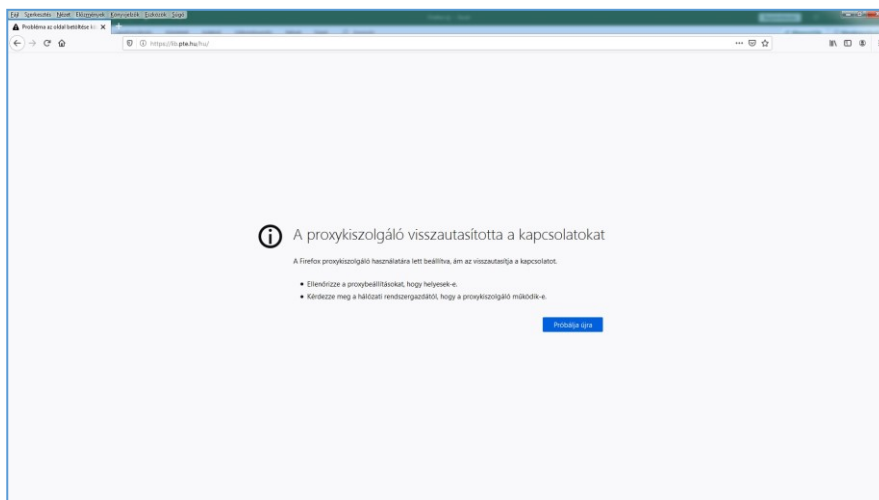 Fájl Szerkesztés Nézet Előzmények Könyvjelzők Eszközök Súgó
Probléma az oldal betöltése
https://lib.pte.hu/hu/
A proxykiszolgáló visszautasította a kapcsolatokat
A Firefox proxykiszolgáló használatára lett beállítva, ám az visszautasítja a kapcsolatot.
Ellenőrizze a proxybeállításokat, hogy helyesek-e.
Kérdezze meg a hálózati rendszergazdától, hogy a proxykiszolgáló működik-e.
Próbálja újra